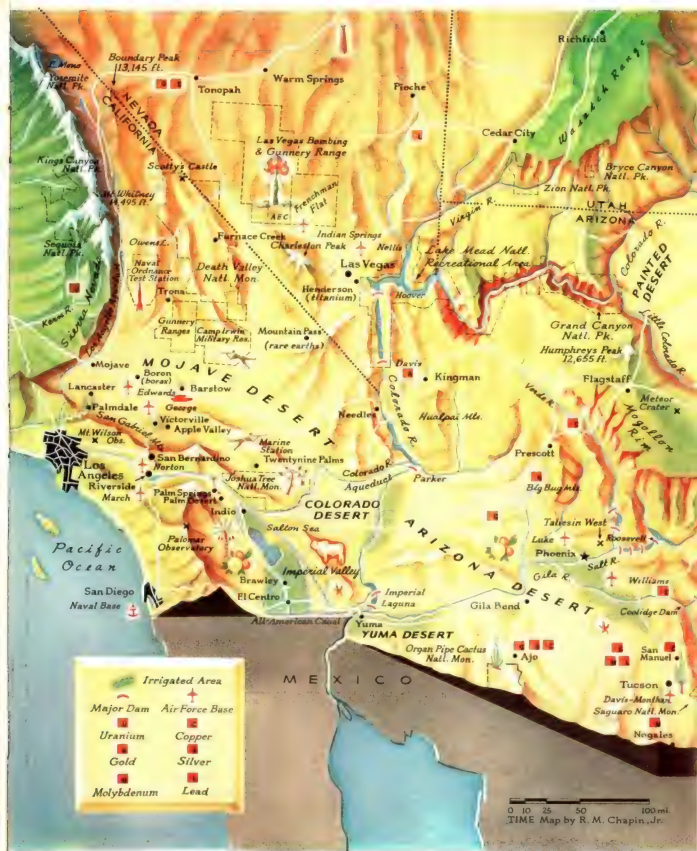 Richfield
Boundary Peak
13,145 ft.
Yosemite
Natl. Pk.
Tonopah
Warm Springs
Pioche
Wasatch Range
NEVADA
CALIFORNIA
Cedar City
Las Vegas Bombing
& Gunnery Range
Kings Canyon
Natl. Pk.
Scotty's Castle
Bryce Canyon
Natl. Pk.
Zion Natl. Pk.
Mt. Whitney
14,495 ft.
AEC
Frenchman
Flat
Virgin R.
UTAH
ARIZONA
Sequoia
Natl. Pk.
Owens L.
Furnace Creek
Indian Springs
Charleston Peak
Nellis
Lake Mead Natl.
Recreational Area
Colorado R.
PAINTED
DESERT
Naval
Ordnance
Test Station
Death Valley
Natl. Mon.
Las Vegas
Henderson
(titanium)
Hoover
Trona
Grand Canyon
Natl. Pk.
Little Colorado R.
Kern R.
Sierra Nevada
Gunnery
Ranges
Camp Irwin
Military Res.
Mountain Pass
(rare earths)
Humphreys Peak
12,655 ft.
Mojave
Boron
(borax)
MOJAVE DESERT
Davis
Kingman
Flagstaff
Lancaster
Edwards
Barstow
Meteor
Crater
Palmdale
George
Victorville
Apple Valley
Needles
Colorado R.
Hualpai Mts.
Verde R.
Mogollon
Rim
San Gabriel Mts.
Mt. Wilson
Obs.
Marine
Station
Prescott
Los
Angeles
San Bernardino
Norton
Twentynine Palms
Colorado R.
Aqueduct
Parker
Big Bug Mts.
Riverside
March
Joshua Tree
Natl. Mon.
Palm Springs
Palm Desert
Indio
COLORADO
DESERT
ARIZONA DESERT
Taliesin West
Roosevelt
Pacific
Ocean
Palomar
Observatory
Salton Sea
Luke
Phoenix
Salt R.
Imperial Valley
Gila R.
Williams
San Diego
Naval Base
Brawley
El Centro
Imperial
Laguna
Gila Bend
Coolidge Dam
All-American Canal
Yuma
YUMA DESERT
Organ Pipe Cactus
Natl. Mon.
Ajo
San
Manuel
MEXICO
Tucson
Davis-Monthan
Saguaro Natl. Mon.
Nogales
Irrigated Area
Major Dam
Air Force Base
Uranium
Copper
Gold
Silver
Molybdenum
Lead
0 10 25 50 100 mi.
TIME Map by R. M. Chapin, Jr.